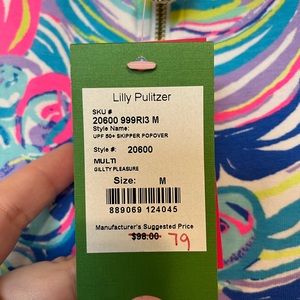 Lilly Pulitzer
SKU #
20600 999RI3 M
Style Name:
UPF 50+ SKIPPER POPOVER
Style #: 20600
MULTI
GILLTY PLEASURE
Size: M
889069 124045
Manufacturer's Suggested Price
$98.00 79